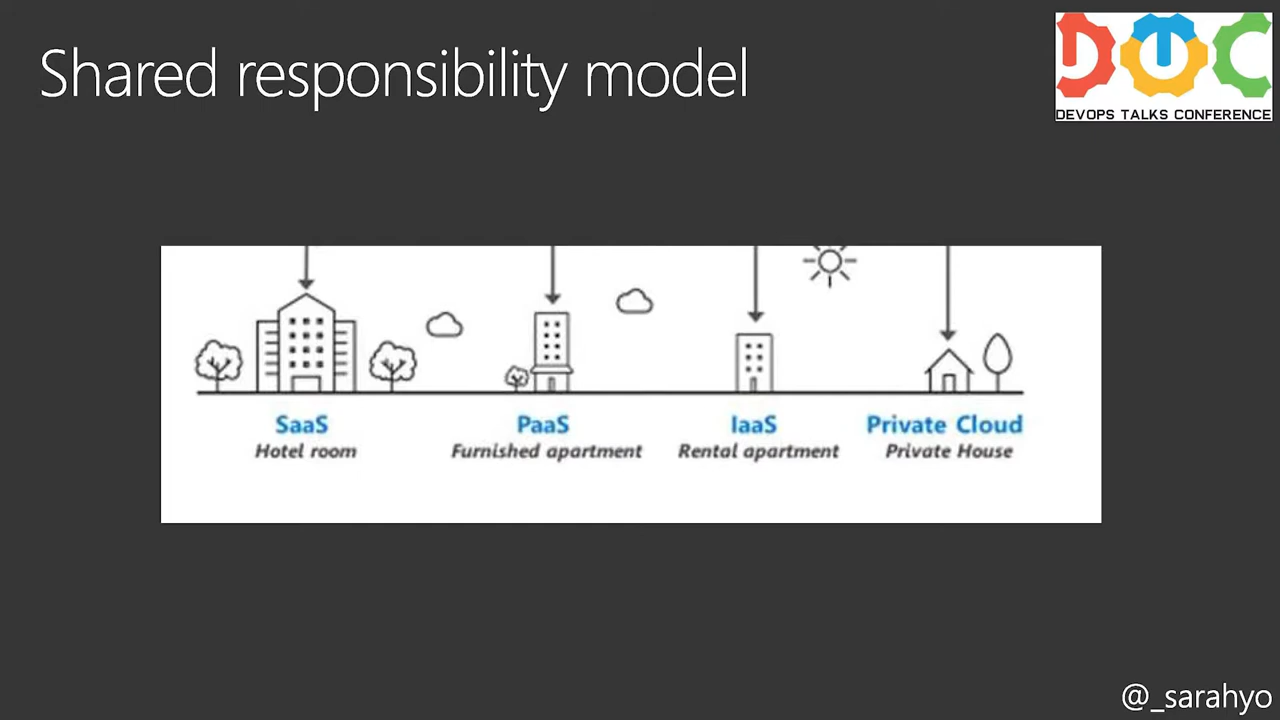 Shared responsibility model
DEVOPS TALKS CONFERENCE
SaaS
Hotel room
PaaS
Furnished apartment
IaaS
Rental apartment
Private Cloud
Private House
@_sarahyo